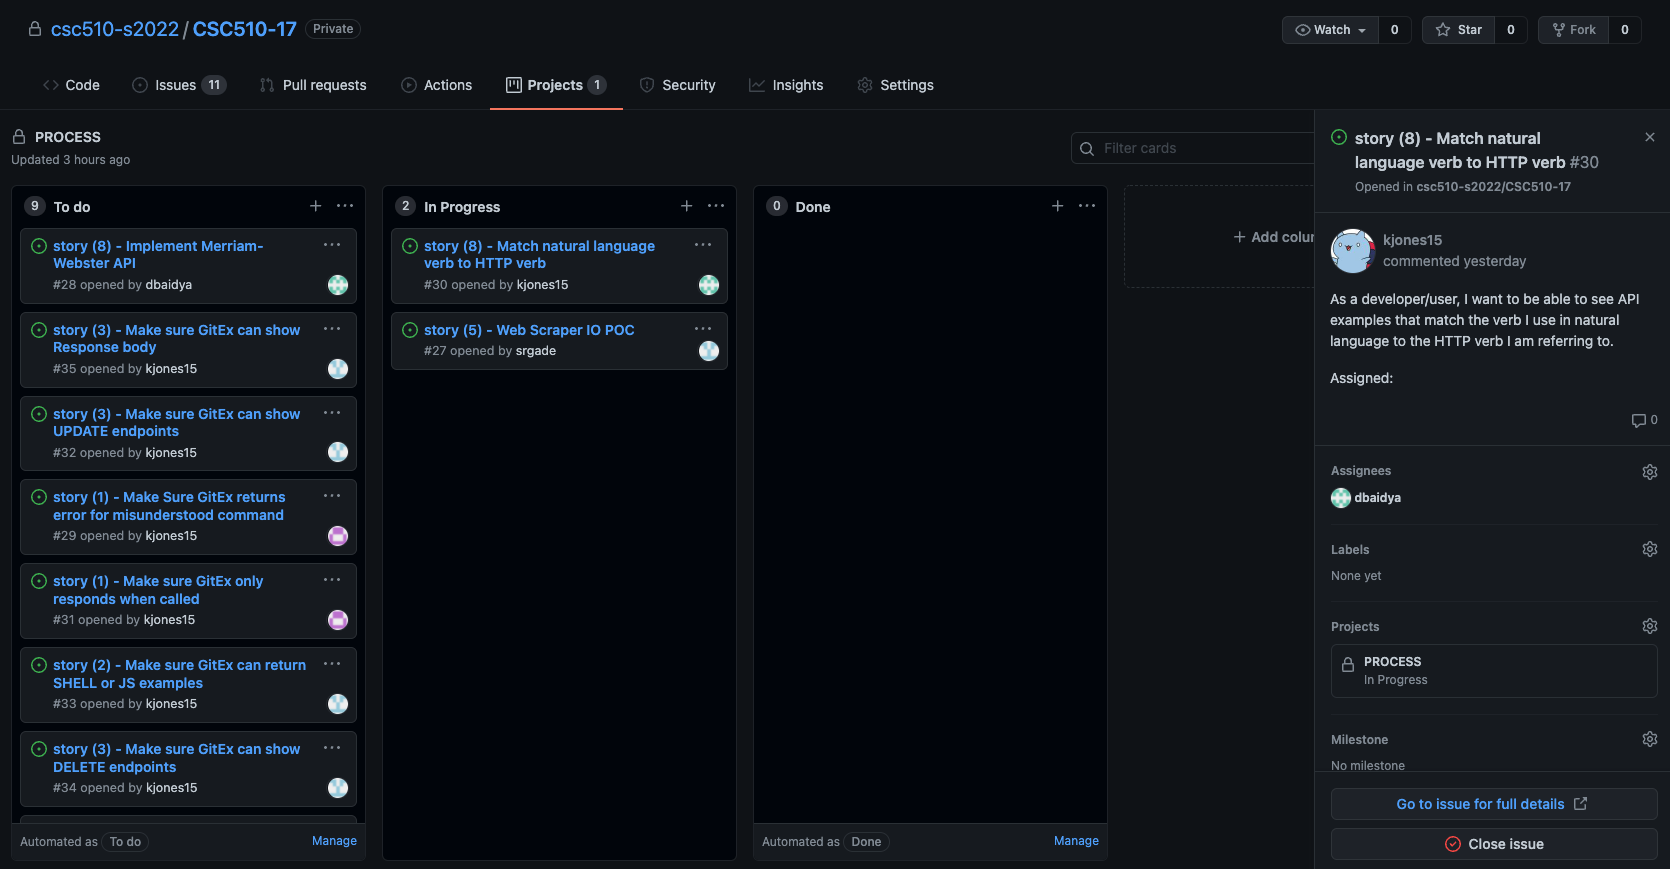 csc510-s2022 / CSC510-17 Private
Watch 0 Star 0 Fork 0
Code Issues 11 Pull requests Actions Projects 1 Security Insights Settings
PROCESS
Updated 3 hours ago
Filter cards
9 To do
story (8) - Implement Merriam-
Webster API
#28 opened by dbaidya
story (3) - Make sure GitEx can show
Response body
#35 opened by kjones15
story (3) - Make sure GitEx can show
UPDATE endpoints
#32 opened by kjones15
story (1) - Make Sure GitEx returns
error for misunderstood command
#29 opened by kjones15
story (1) - Make sure GitEx only
responds when called
#31 opened by kjones15
story (2) - Make sure GitEx can return
SHELL or JS examples
#33 opened by kjones15
story (3) - Make sure GitEx can show
DELETE endpoints
#34 opened by kjones15
Automated as To do Manage
2 In Progress
story (8) - Match natural language
verb to HTTP verb
#30 opened by kjones15
story (5) - Web Scraper IO POC
#27 opened by srgade
0 Done
Automated as Done Manage
+ Add colum
story (8) - Match natural
language verb to HTTP verb #30
Opened in csc510-s2022/CSC510-17
kjones15
commented yesterday
As a developer/user, I want to be able to see API
examples that match the verb I use in natural
language to the HTTP verb I am referring to.
Assigned:
0
Assignees
dbaidya
Labels
None yet
Projects
PROCESS
In Progress
Milestone
No milestone
Go to issue for full details
Close issue